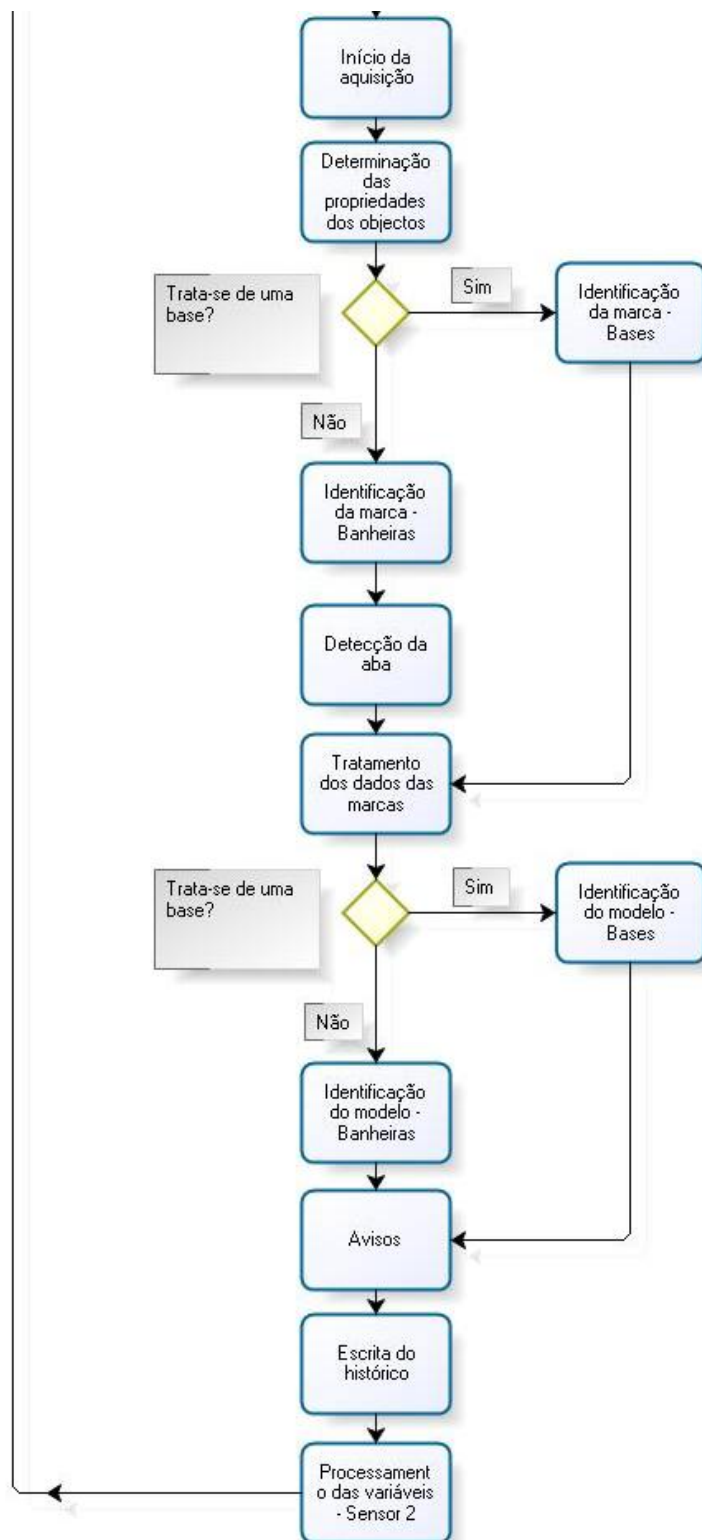 Início da
aquisição
Determinação
das
propriedades
dos objectos
Trata-se de uma
base?
Sim
Identificação
da marca -
Bases
Não
Identificação
da marca -
Banheiras
Detecção da
aba
Tratamento
dos dados das
marcas
Trata-se de uma
base?
Sim
Identificação
do modelo -
Bases
Não
Identificação
do modelo -
Banheiras
Avisos
Escrita do
histórico
Processament
o das variáveis
- Sensor 2